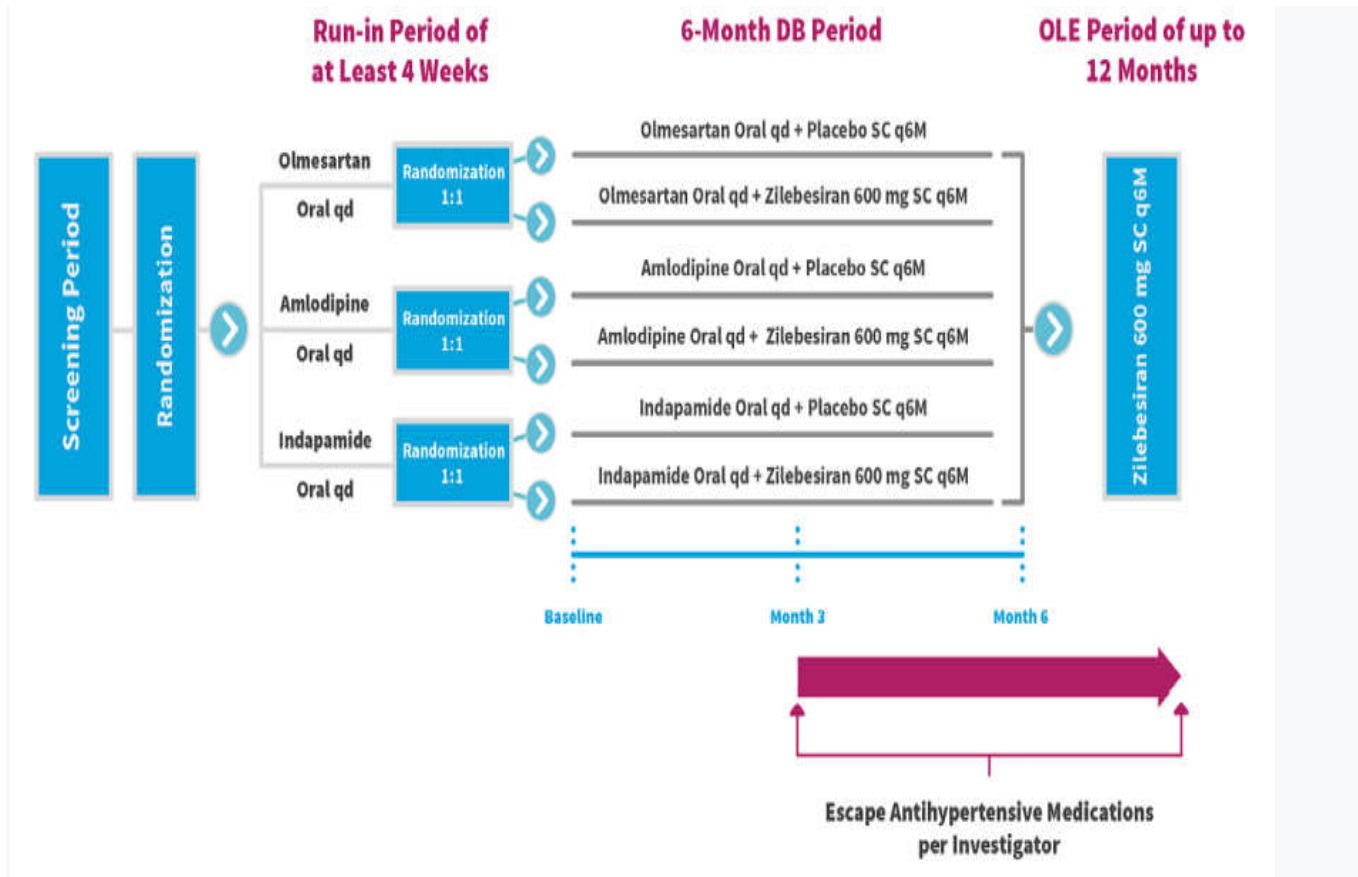 Run-in Period of
at Least 4 Weeks
6-Month DB Period
OLE Period of up to
12 Months
Screening Period
Randomization
Olmesartan
Oral qd
Randomization
1:1
Olmesartan Oral qd + Placebo SC q6M
Olmesartan Oral qd + Zilebesiran 600 mg SC q6M
Amlodipine
Oral qd
Randomization
1:1
Amlodipine Oral qd + Placebo SC q6M
Amlodipine Oral qd + Zilebesiran 600 mg SC q6M
Indapamide
Oral qd
Randomization
1:1
Indapamide Oral qd + Placebo SC q6M
Indapamide Oral qd + Zilebesiran 600 mg SC q6M
Zilebesiran 600 mg SC q6M
Baseline
Month 3
Month 6
Escape Antihypertensive Medications
per Investigator